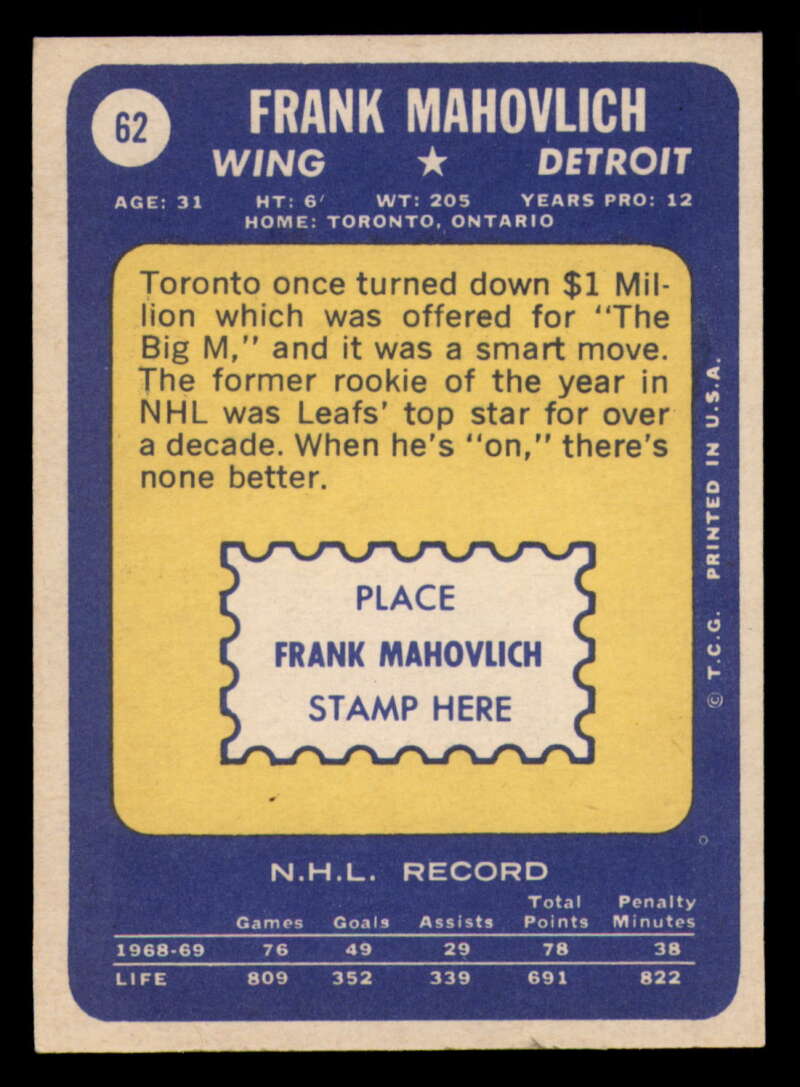 62
FRANK MAHOVLICH
WING ★ DETROIT
AGE: 31 HT: 6′ WT: 205 YEARS PRO: 12
HOME: TORONTO, ONTARIO
Toronto once turned down $1 Mil-
lion which was offered for "The
Big M," and it was a smart move.
The former rookie of the year in
NHL was Leafs' top star for over
a decade. When he's "on," there's
none better.
PLACE
FRANK MAHOVLICH
STAMP HERE
© T.C.G. PRINTED IN U.S.A.
N.H.L. RECORD
Total Penalty
Games Goals Assists Points Minutes
1968-69 76 49 29 78 38
LIFE 809 352 339 691 822